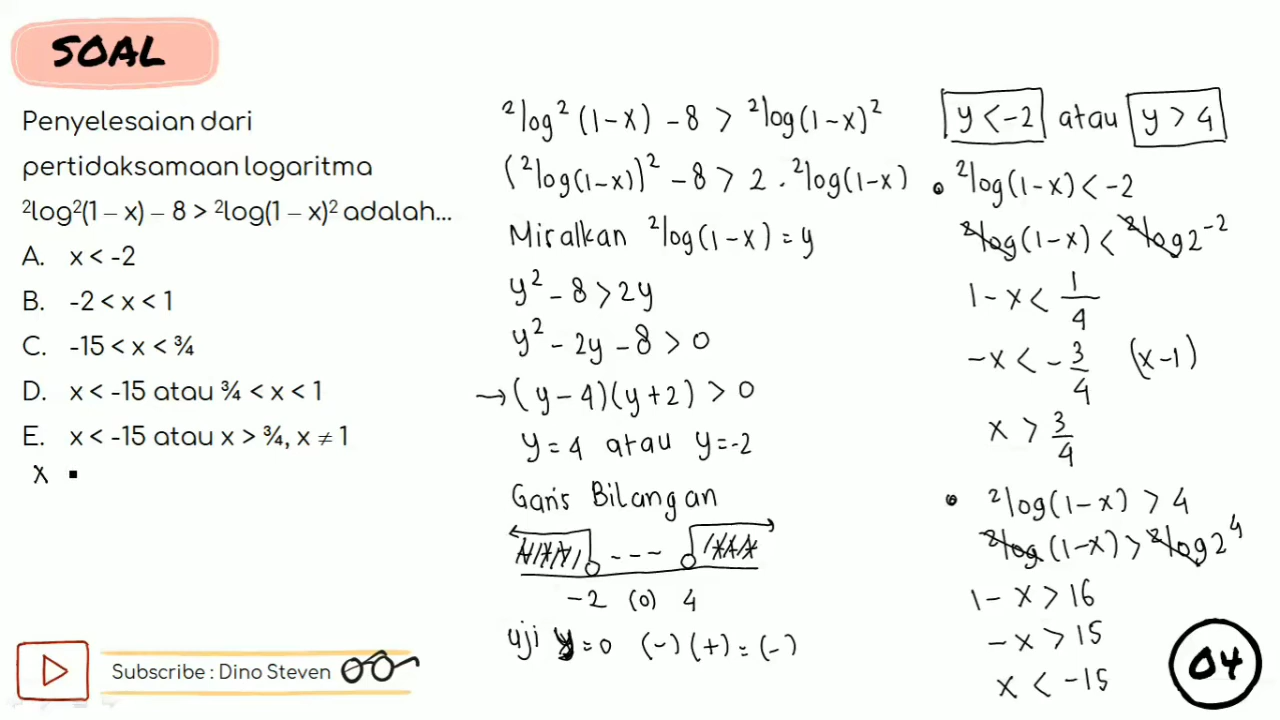 SOAL
Penyelesaian dari
pertidaksamaan logaritma
²log²(1 – x) – 8 > ²log(1 – x)² adalah...
A. x < -2
B. -2 < x < 1
C. -15 < x < ¾
D. x < -15 atau ¾ < x < 1
E. x < -15 atau x > ¾, x ≠ 1
x
Subscribe : Dino Steven
²log²(1-x) - 8 > ²log(1-x)²
(²log(1-x))² - 8 > 2 . ²log(1-x)
Misalkan ²log(1-x) = y
y² - 8 > 2y
y² - 2y - 8 > 0
→ (y - 4)(y + 2) > 0
y = 4 atau y = -2
Garis Bilangan
- - -
-2 (0) 4
uji y = 0 (-)(+) = (-)
y < -2 atau y > 4
• ²log(1-x) < -2
²log(1-x) < ²log2⁻²
1 - x < 1/4
-x < -3/4 (x-1)
x > 3/4
• ²log(1-x) > 4
²log(1-x) > ²log2⁴
1 - x > 16
-x > 15
x < -15
04